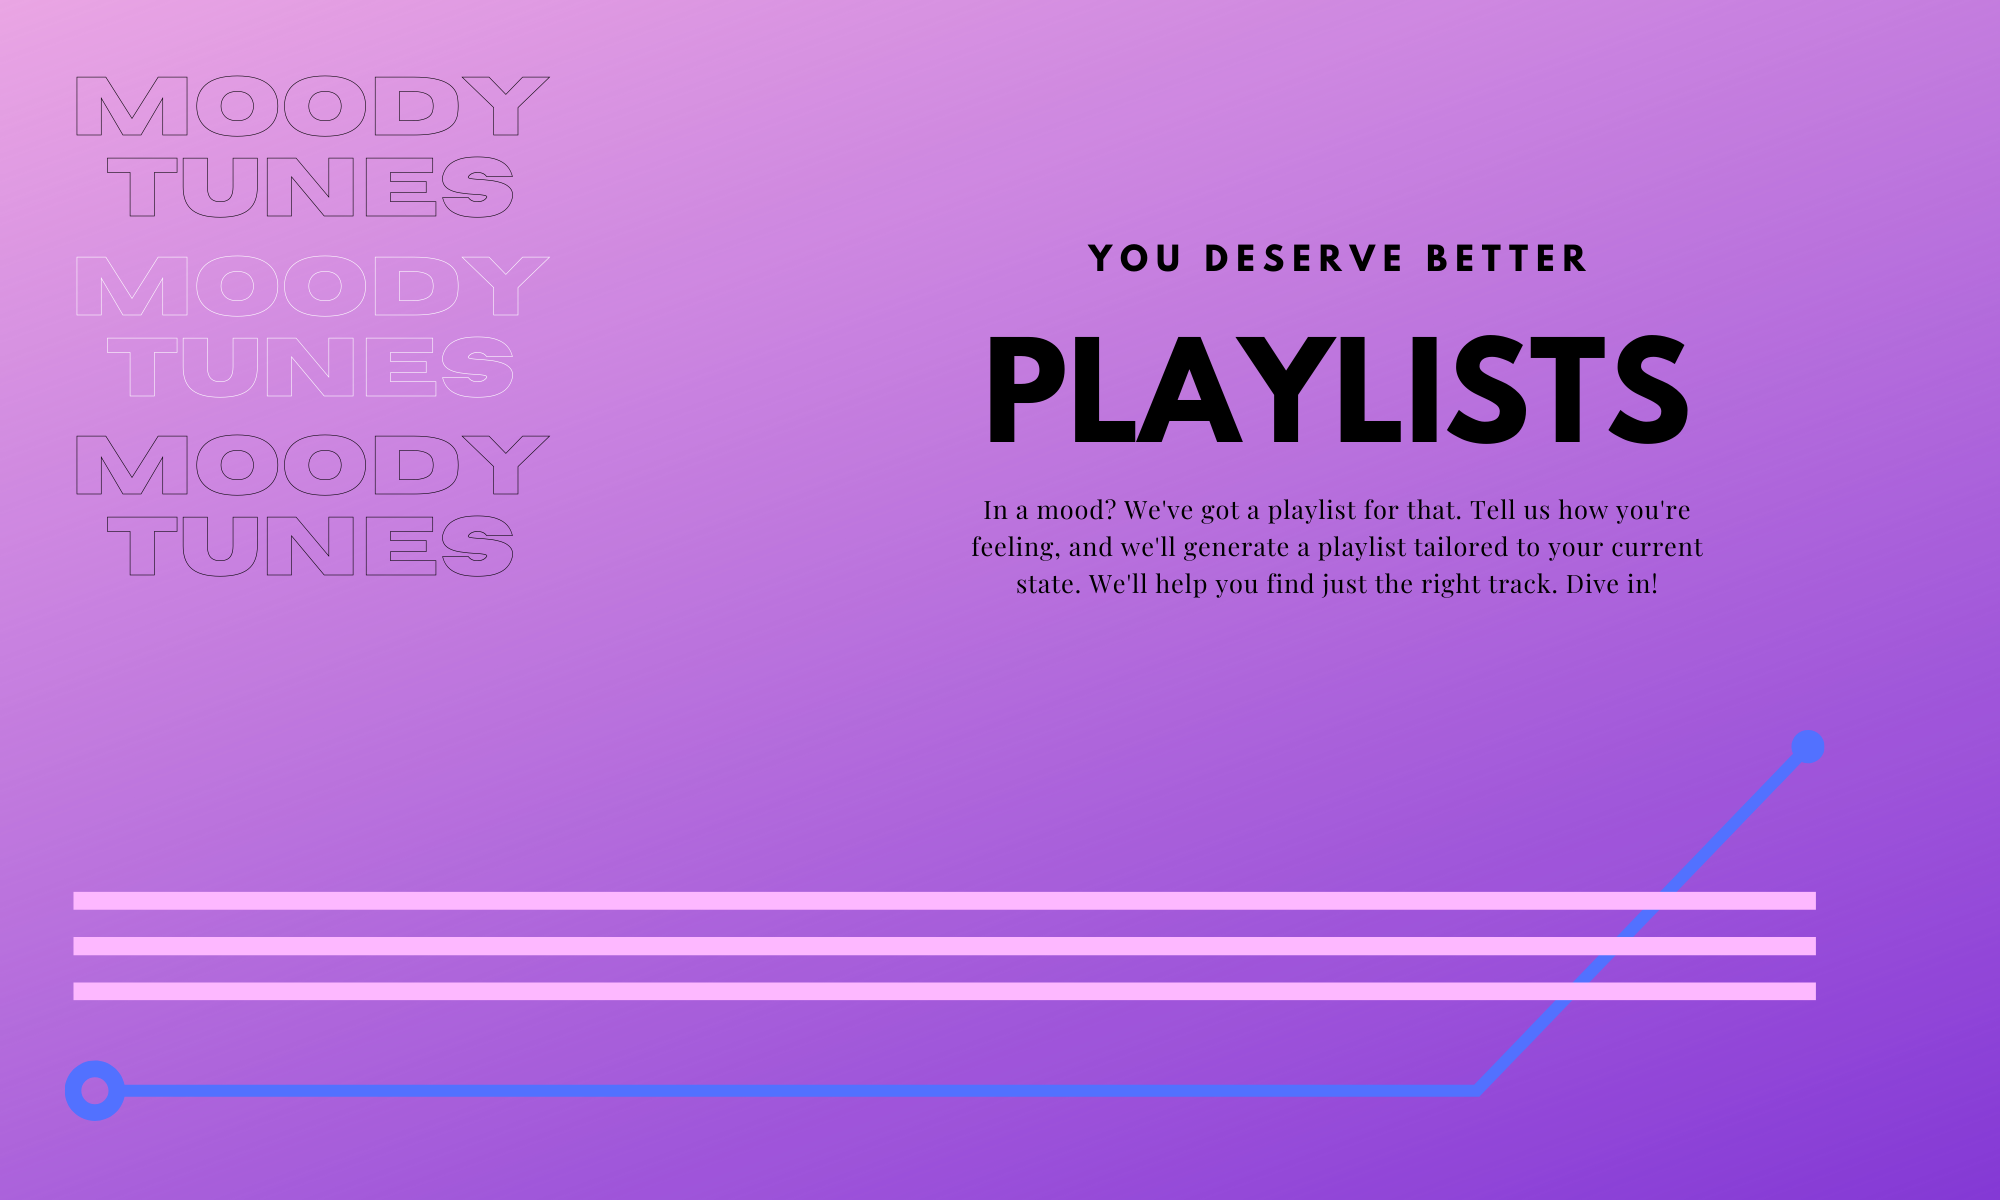 MOODY
TUNES
MOODY
TUNES
MOODY
TUNES
YOU DESERVE BETTER
PLAYLISTS
In a mood? We've got a playlist for that. Tell us how you're
feeling, and we'll generate a playlist tailored to your current
state. We'll help you find just the right track. Dive in!